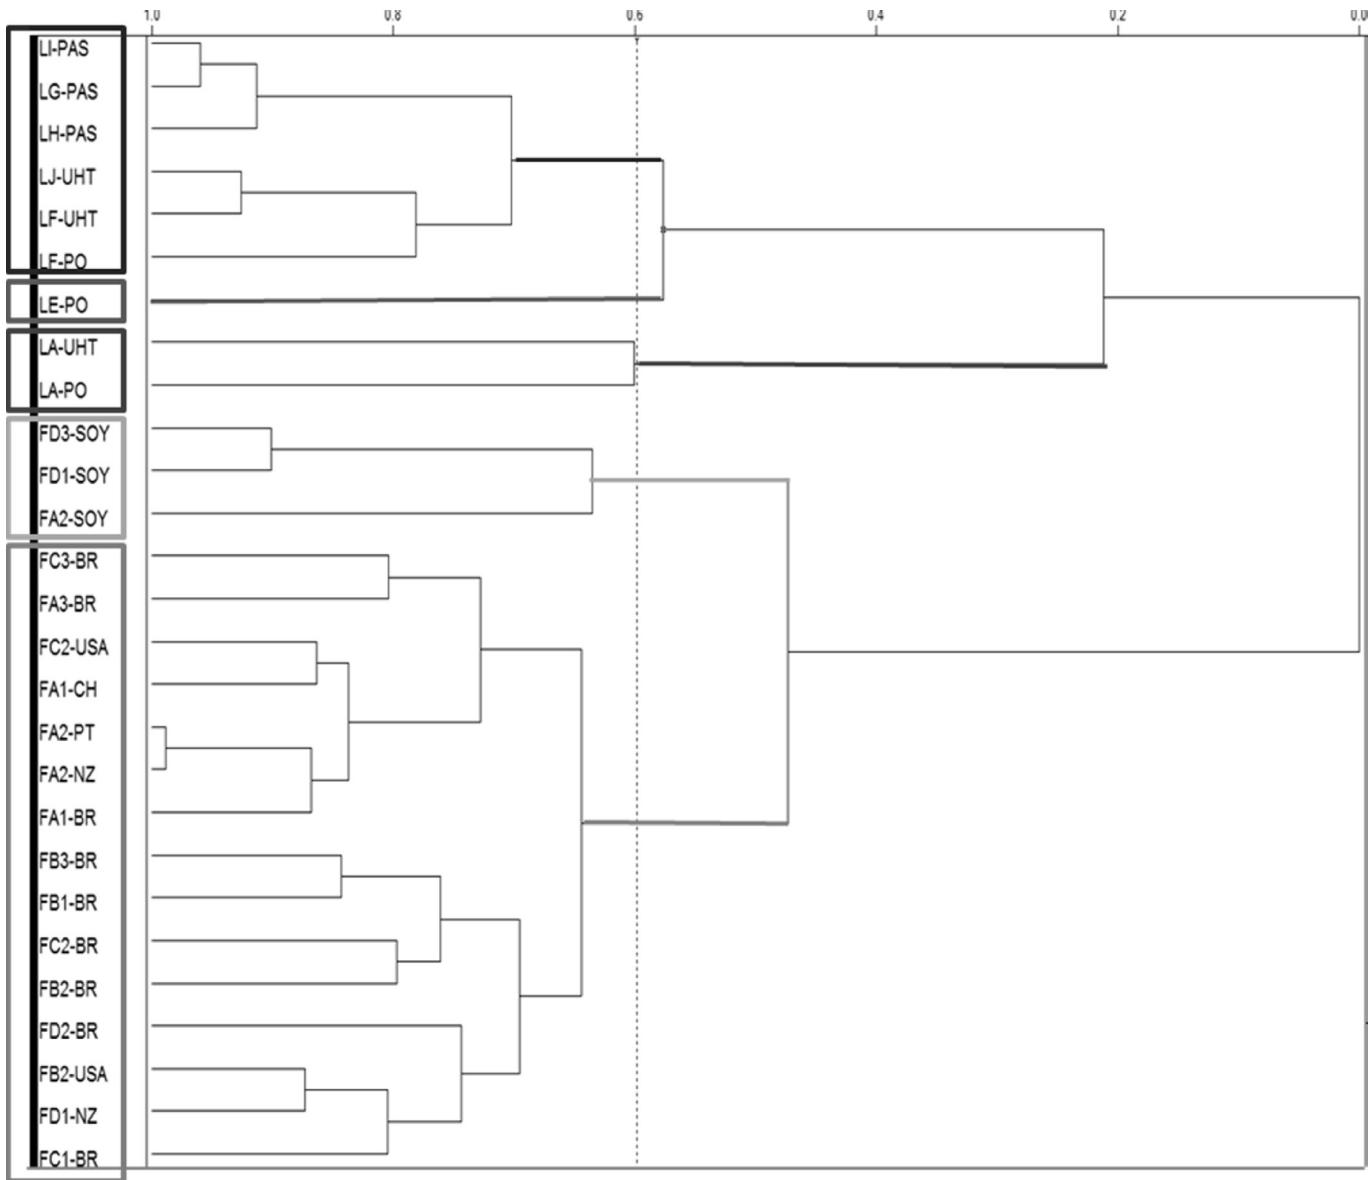 1.0 0.8 0.6 0.4 0.2 0.0
LI-PAS
LG-PAS
LH-PAS
LJ-UHT
LF-UHT
LF-PO
LE-PO
LA-UHT
LA-PO
FD3-SOY
FD1-SOY
FA2-SOY
FC3-BR
FA3-BR
FC2-USA
FA1-CH
FA2-PT
FA2-NZ
FA1-BR
FB3-BR
FB1-BR
FC2-BR
FB2-BR
FD2-BR
FB2-USA
FD1-NZ
FC1-BR